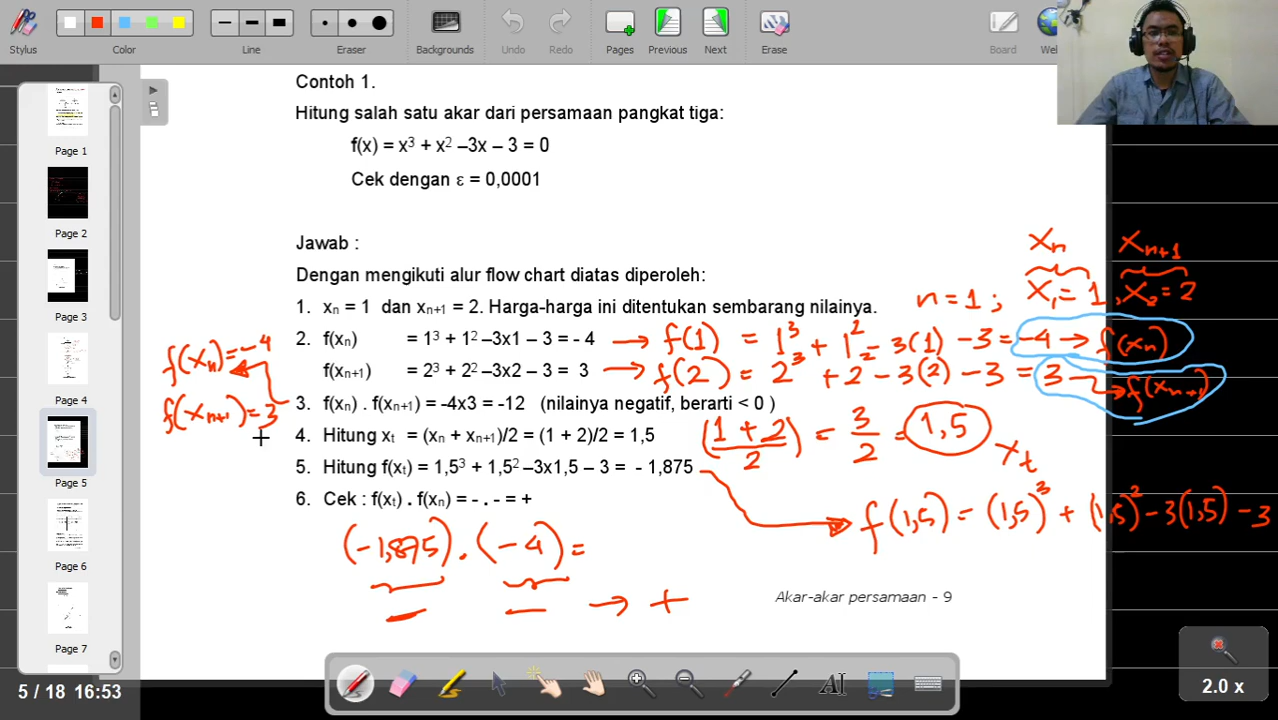 Stylus
Color
Line
Eraser
Backgrounds
Undo
Redo
Pages
Previous
Next
Erase
Board
Page 1
Page 2
Page 3
Page 4
Page 5
Page 6
Page 7
Contoh 1.
Hitung salah satu akar dari persamaan pangkat tiga:
f(x) = x³ + x² –3x – 3 = 0
Cek dengan ε = 0,0001
Jawab :
Dengan mengikuti alur flow chart diatas diperoleh:
1. xₙ = 1 dan xₙ₊₁ = 2. Harga-harga ini ditentukan sembarang nilainya.
2. f(xₙ) = 1³ + 1² –3x1 – 3 = - 4
f(xₙ₊₁) = 2³ + 2² –3x2 – 3 = 3
3. f(xₙ) . f(xₙ₊₁) = -4x3 = -12 (nilainya negatif, berarti < 0 )
4. Hitung xₜ = (xₙ + xₙ₊₁)/2 = (1 + 2)/2 = 1,5
5. Hitung f(xₜ) = 1,5³ + 1,5² –3x1,5 – 3 = - 1,875
6. Cek : f(xₜ) . f(xₙ) = - . - = +
Xₙ Xₙ₊₁
n = 1 ; X₁ = 1, X₂ = 2
→ f(1) = 1³ + 1² - 3(1) - 3 = -4 → f(Xₙ)
→ f(2) = 2³ + 2² - 3(2) - 3 = 3 → f(Xₙ₊₁)
f(Xₙ) = -4
f(Xₙ₊₁) = 3
(1 + 2)/2 = 3/2 = 1,5 Xₜ
f(1,5) = (1,5)³ + (1,5)² - 3(1,5) - 3
(-1,875) . (-4) =
- - → +
Akar-akar persamaan - 9
5 / 18 16:53
2.0 x